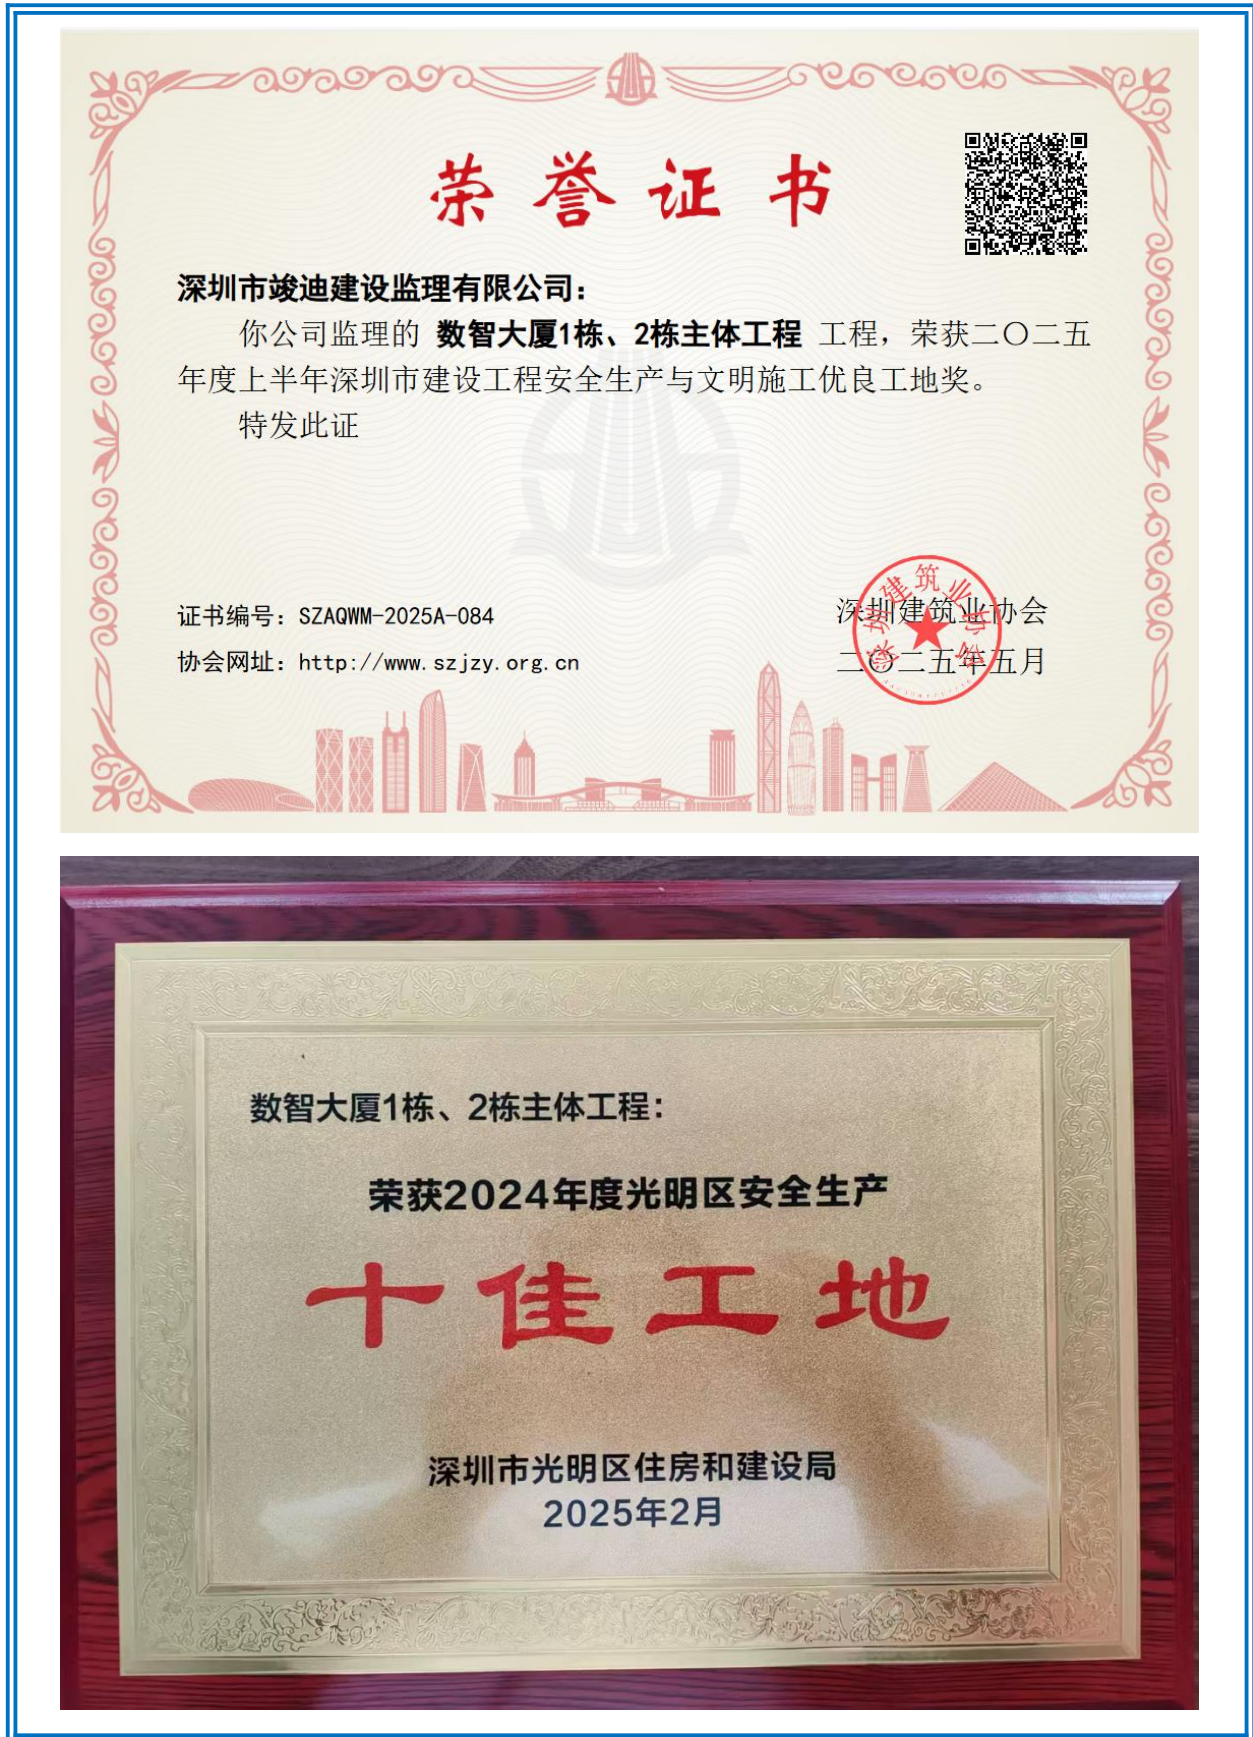 荣誉证书
深圳市竣迪建设监理有限公司：
你公司监理的 数智大厦1栋、2栋主体工程 工程，荣获二〇二五
年度上半年深圳市建设工程安全生产与文明施工优良工地奖。
特发此证
证书编号：SZAQWM-2025A-084
深圳建筑业协会
协会网址：http://www.szjzy.org.cn
二〇二五年五月
深圳建筑业协会
数智大厦1栋、2栋主体工程：
荣获2024年度光明区安全生产
十佳工地
深圳市光明区住房和建设局
2025年2月